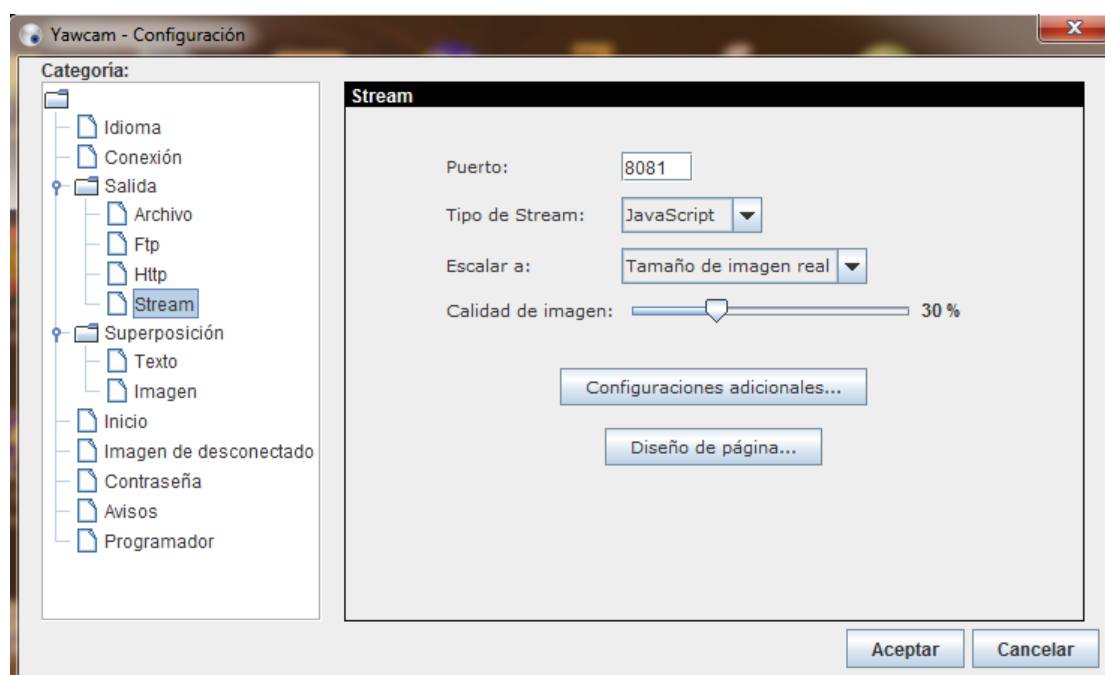 Yawcam - Configuración
Categoría:
Idioma
Conexión
Salida
Archivo
Ftp
Http
Stream
Superposición
Texto
Imagen
Inicio
Imagen de desconectado
Contraseña
Avisos
Programador
Stream
Puerto: 8081
Tipo de Stream: JavaScript
Escalar a: Tamaño de imagen real
Calidad de imagen: 30 %
Configuraciones adicionales...
Diseño de página...
Aceptar Cancelar